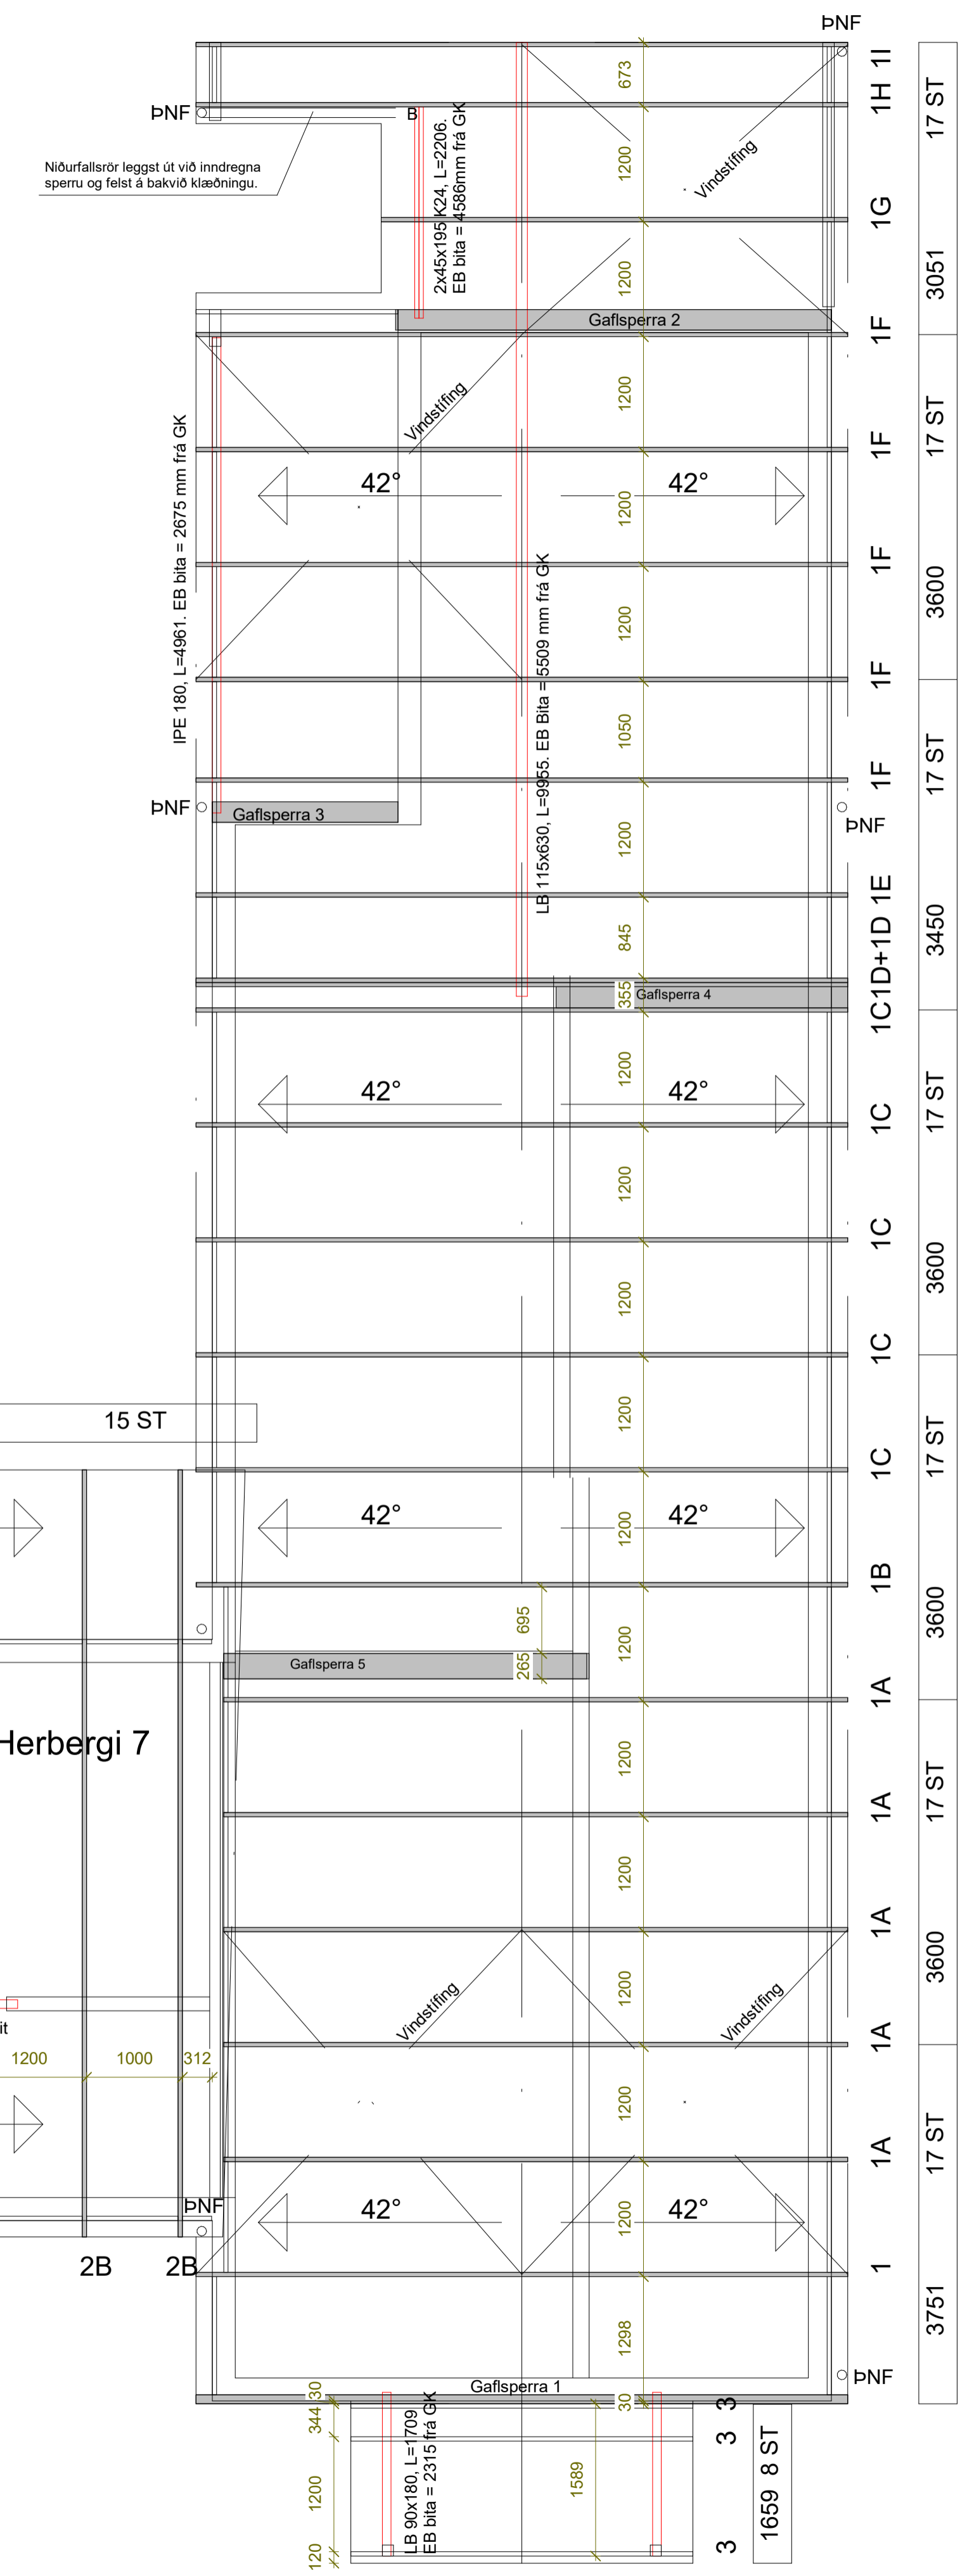 ÞNF
673
1H 1I
17 ST
ÞNF
B
Niðurfallsrör leggst út við inndregna
sperru og felst á bakvið klæðningu.
2x45x195 K24, L=2206.
EB bita = 4586mm frá GK
1200
Vindstífing
1G
1200
3051
Gaflsperra 2
1F
1200
Vindstífing
17 ST
1F
IPE 180, L=4961. EB bita = 2675 mm frá GK
42°
42°
1200
1F
LB 115x630, L=9955. EB Bita = 5509 mm frá GK
1200
3600
1F
1050
17 ST
1F
ÞNF
Gaflsperra 3
ÞNF
1200
1E
845
3450
1C1D+1D
355
Gaflsperra 4
1200
42°
42°
17 ST
1C
1200
1C
1200
3600
1C
15 ST
1200
17 ST
1C
42°
42°
1200
1B
695
1200
3600
265
Gaflsperra 5
1A
Herbergi 7
1200
17 ST
1A
1200
1A
3600
1200
Vindstífing
Vindstífing
it
1A
1200
1000
312
1200
17 ST
1A
ÞNF
42°
42°
1200
2B
2B
1
1298
3751
ÞNF
Gaflsperra 1
30
30
344
3
3
LB 90x180, L=1709
EB bita = 2315 frá GK
1200
1589
1659 8 ST
120
3